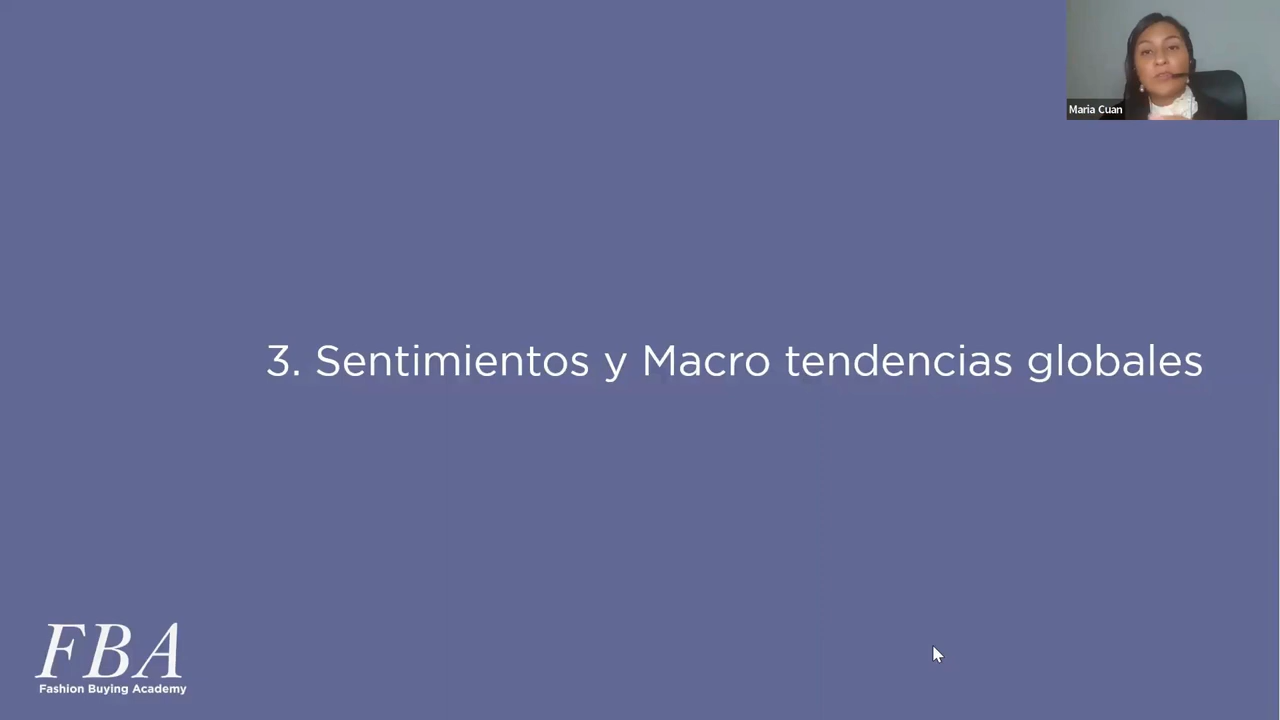 Maria Cuan
3. Sentimientos y Macro tendencias globales
FBA
Fashion Buying Academy